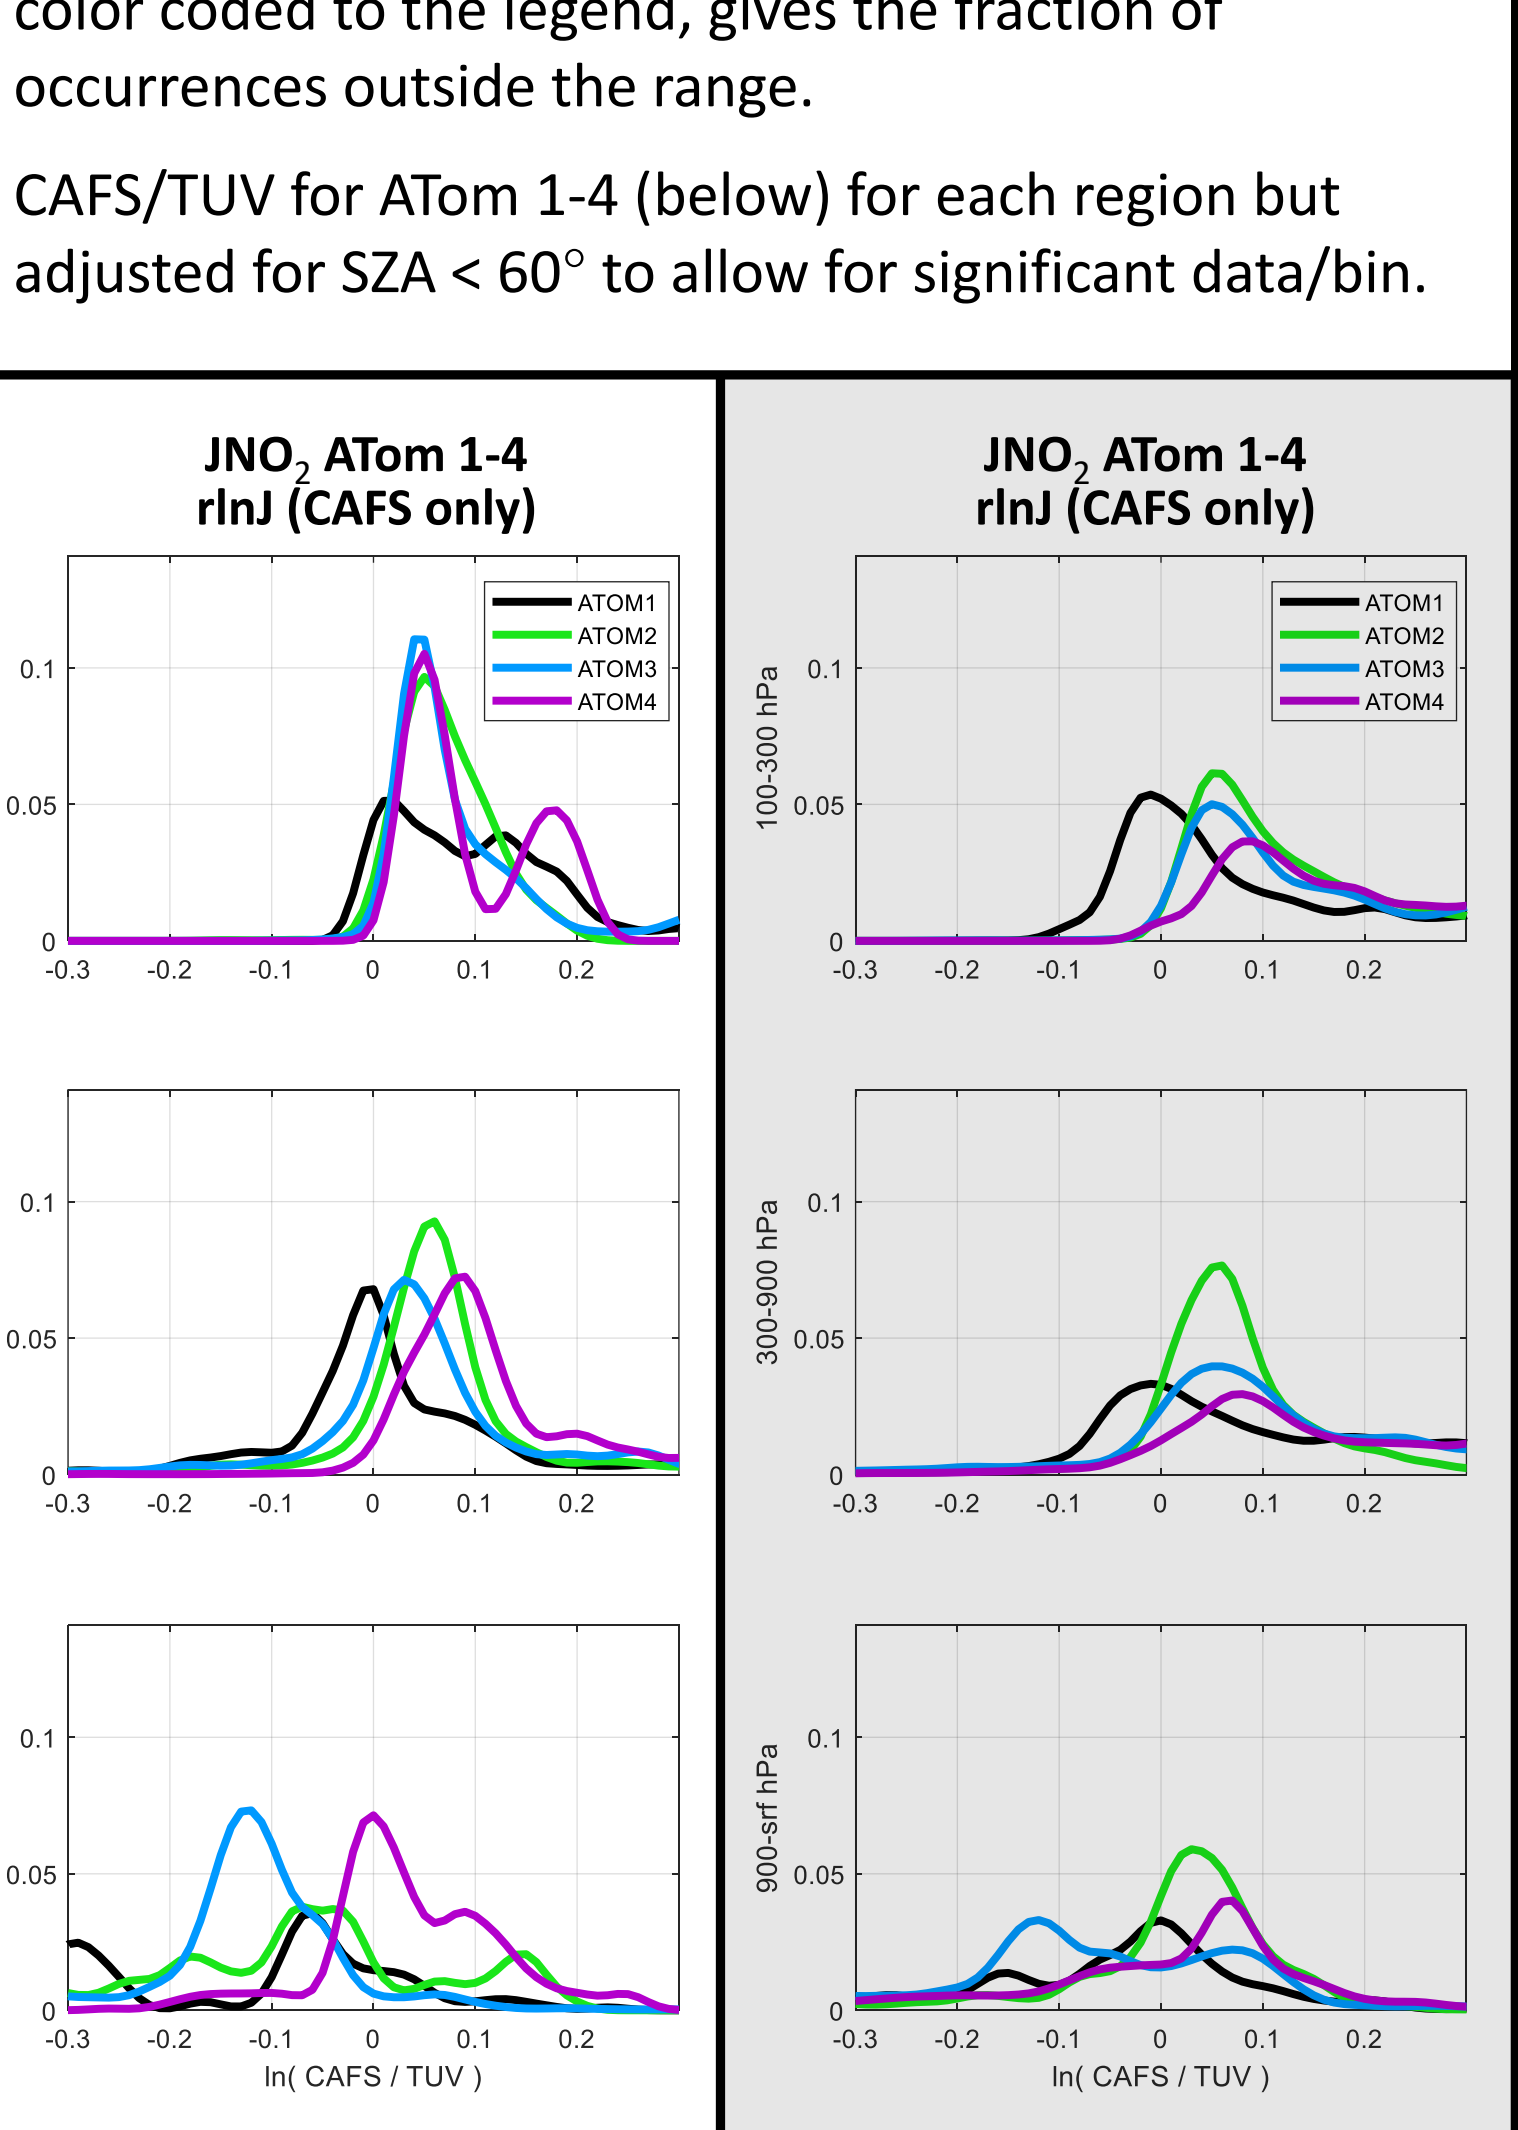 color coded to the legend, gives the fraction of
occurrences outside the range.
CAFS/TUV for ATom 1-4 (below) for each region but
adjusted for SZA < 60° to allow for significant data/bin.
JNO2 ATom 1-4
rlnJ (CAFS only)
ATOM1
ATOM2
ATOM3
ATOM4
0.1
0.05
0
-0.3 -0.2 -0.1 0 0.1 0.2
0.1
0.05
0
-0.3 -0.2 -0.1 0 0.1 0.2
0.1
0.05
0
-0.3 -0.2 -0.1 0 0.1 0.2
ln( CAFS / TUV )
JNO2 ATom 1-4
rlnJ (CAFS only)
ATOM1
ATOM2
ATOM3
ATOM4
100-300 hPa
0.1
0.05
0
-0.3 -0.2 -0.1 0 0.1 0.2
300-900 hPa
0.1
0.05
0
-0.3 -0.2 -0.1 0 0.1 0.2
900-srf hPa
0.1
0.05
0
-0.3 -0.2 -0.1 0 0.1 0.2
ln( CAFS / TUV )